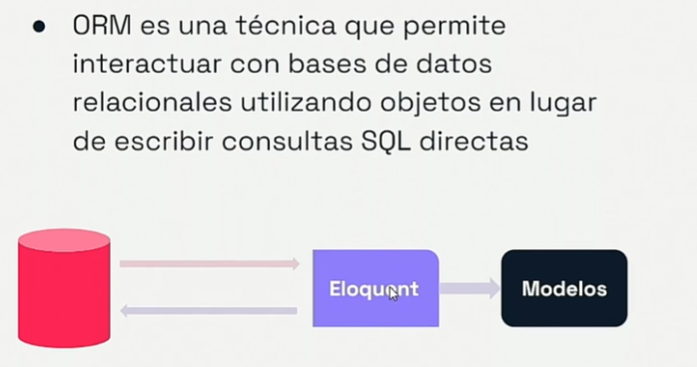 • ORM es una técnica que permite
interactuar con bases de datos
relacionales utilizando objetos en lugar
de escribir consultas SQL directas
Eloquent
Modelos